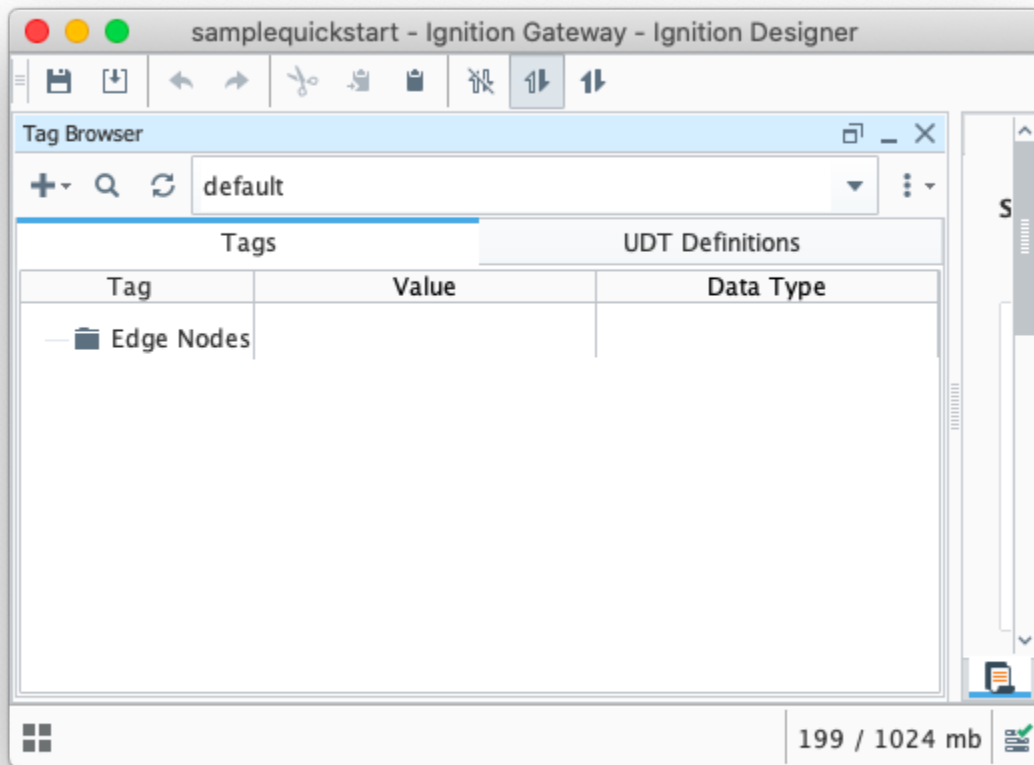 samplequickstart - Ignition Gateway - Ignition Designer
Tag Browser
default
S
Tags UDT Definitions
Tag Value Data Type
Edge Nodes
199 / 1024 mb